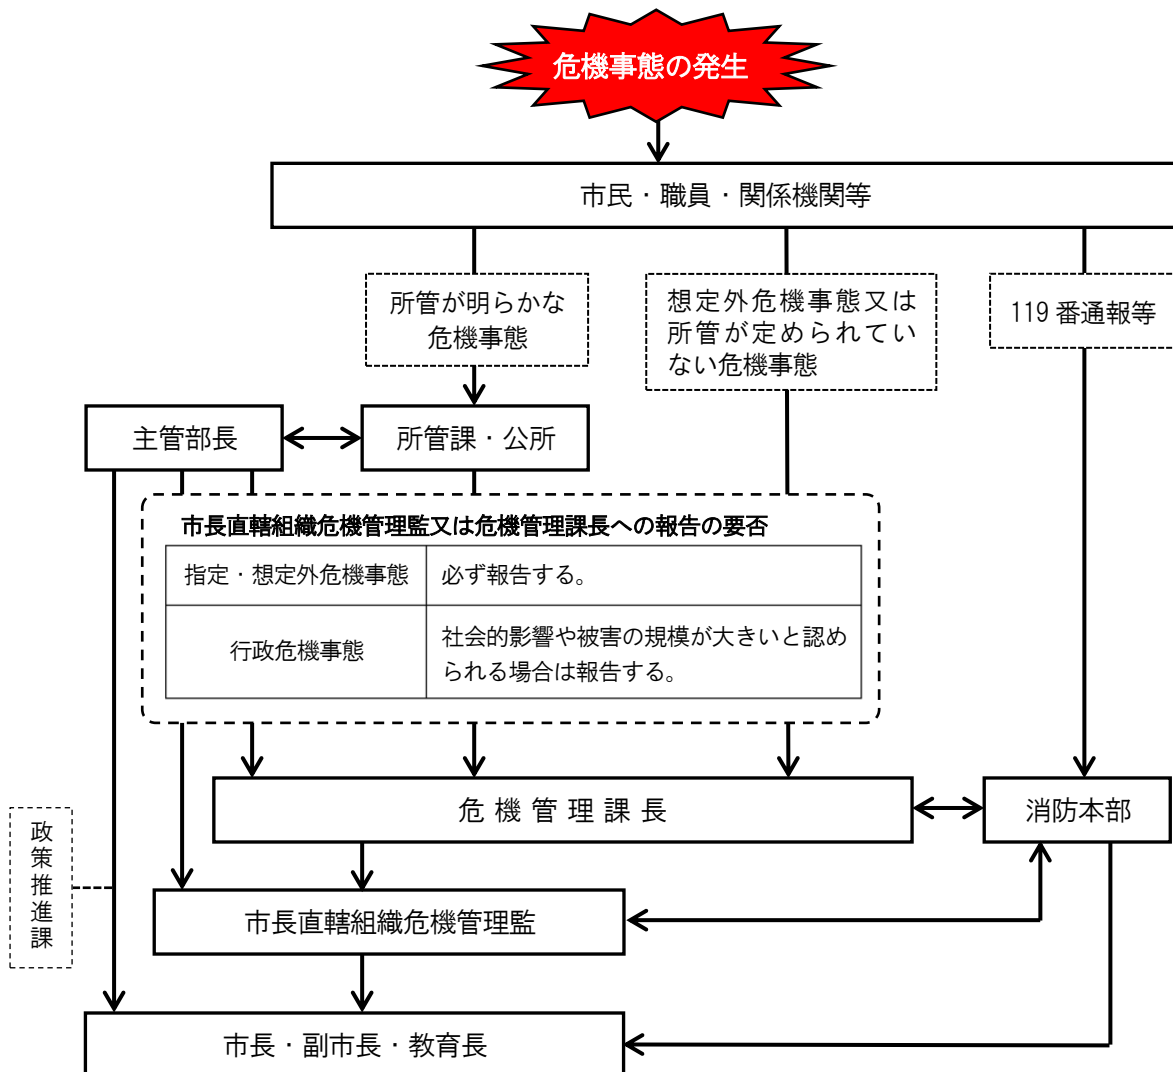 危機事態の発生
市民・職員・関係機関等
所管が明らかな
危機事態
想定外危機事態又は
所管が定められてい
ない危機事態
119 番通報等
主管部長
所管課・公所
市長直轄組織危機管理監又は危機管理課長への報告の要否
指定・想定外危機事態
必ず報告する。
行政危機事態
社会的影響や被害の規模が大きいと認め
られる場合は報告する。
危機管理課長
消防本部
政策推進課
市長直轄組織危機管理監
市長・副市長・教育長